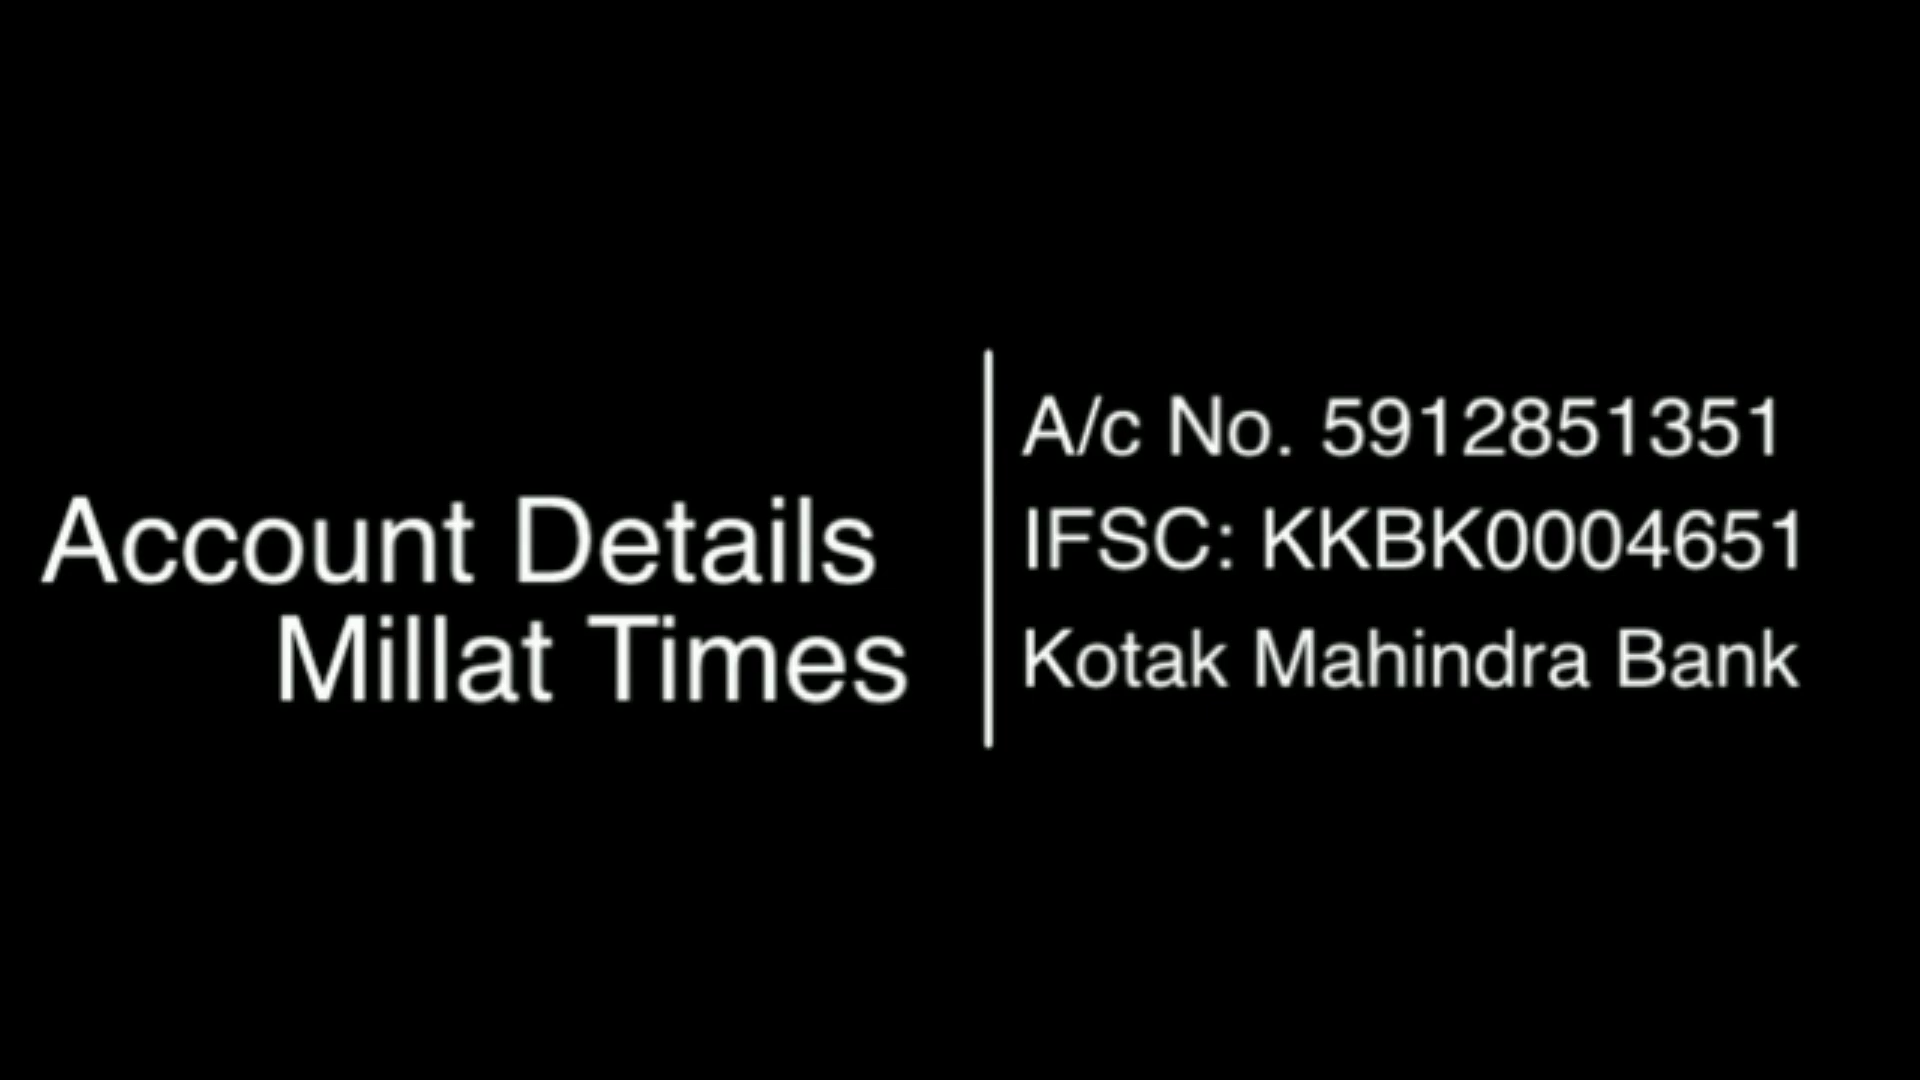 Account Details
Millat Times
A/c No. 5912851351
IFSC: KKBK0004651
Kotak Mahindra Bank